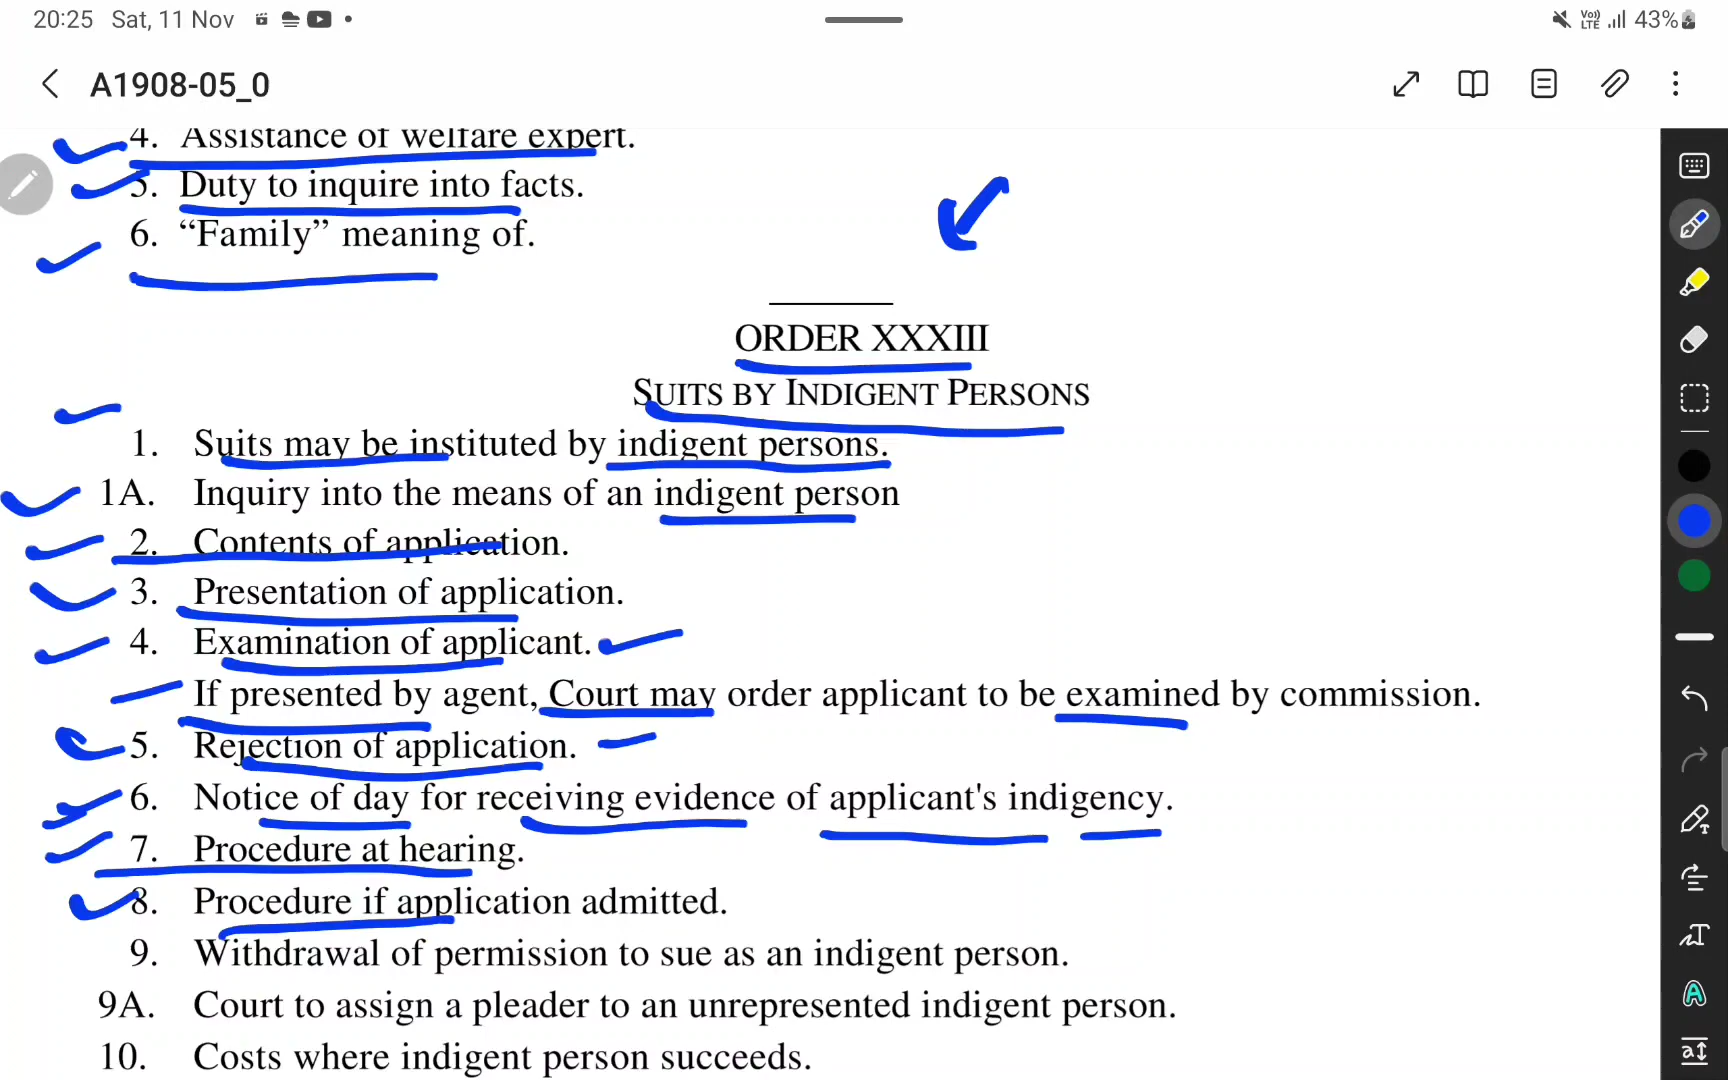 20:25 Sat, 11 Nov
Vo)) LTE 43%
A1908-05_0
4. Assistance of welfare expert.
5. Duty to inquire into facts.
6. “Family” meaning of.
ORDER XXXIII
SUITS BY INDIGENT PERSONS
1. Suits may be instituted by indigent persons.
1A. Inquiry into the means of an indigent person
2. Contents of application.
3. Presentation of application.
4. Examination of applicant.
If presented by agent, Court may order applicant to be examined by commission.
5. Rejection of application.
6. Notice of day for receiving evidence of applicant's indigency.
7. Procedure at hearing.
8. Procedure if application admitted.
9. Withdrawal of permission to sue as an indigent person.
9A. Court to assign a pleader to an unrepresented indigent person.
10. Costs where indigent person succeeds.